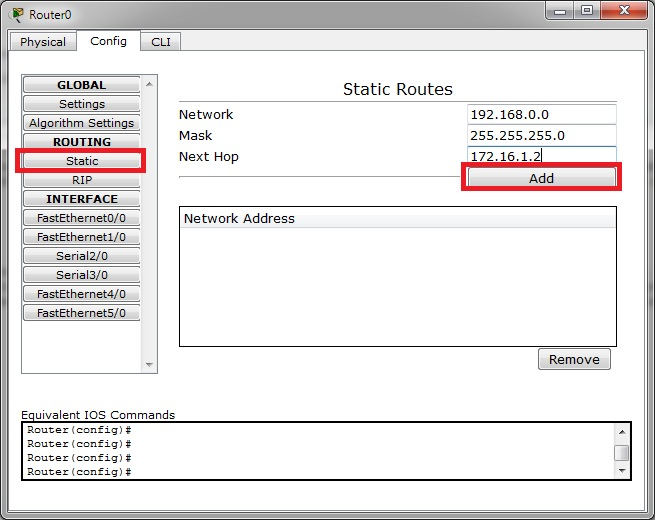 Router0
Physical
Config
CLI
GLOBAL
Settings
Algorithm Settings
ROUTING
Static
RIP
INTERFACE
FastEthernet0/0
FastEthernet1/0
Serial2/0
Serial3/0
FastEthernet4/0
FastEthernet5/0
Static Routes
Network 192.168.0.0
Mask 255.255.255.0
Next Hop 172.16.1.2
Add
Network Address
Remove
Equivalent IOS Commands
Router(config)#
Router(config)#
Router(config)#
Router(config)#